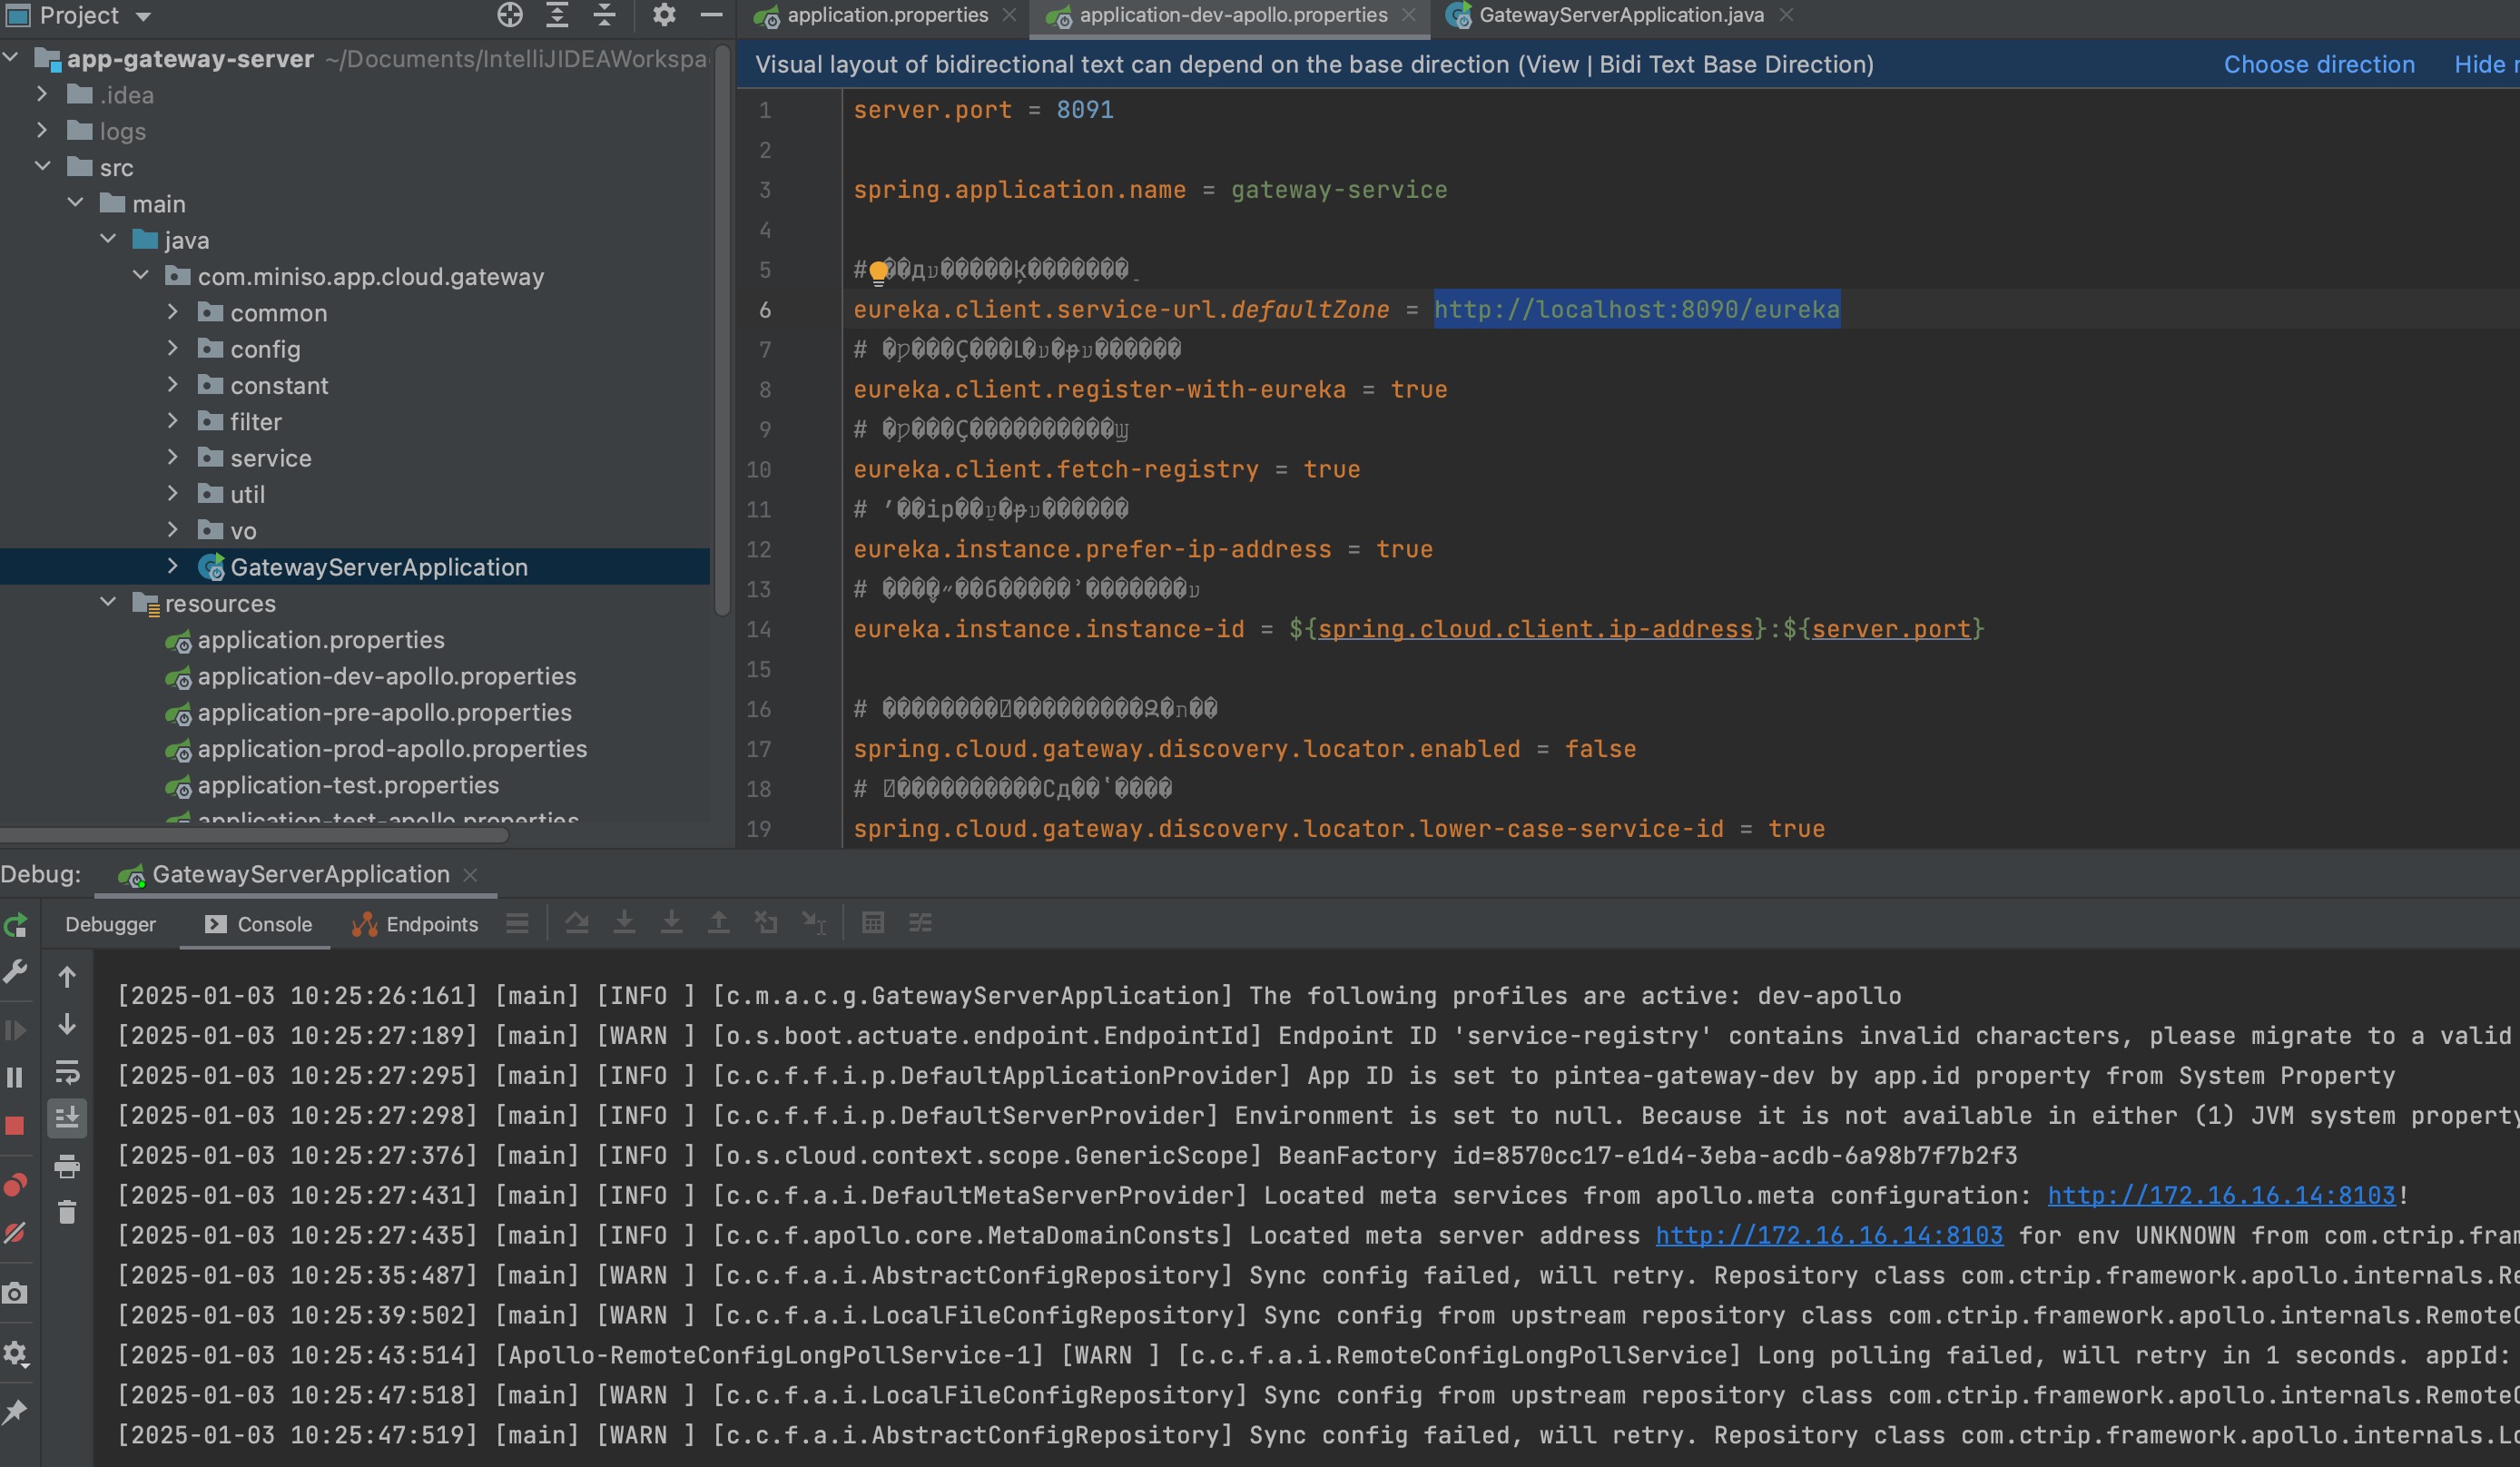 Project
application.properties
application-dev-apollo.properties
GatewayServerApplication.java
app-gateway-server ~/Documents/IntelliJIDEAWorkspa
.idea
logs
src
main
java
com.miniso.app.cloud.gateway
common
config
constant
filter
service
util
vo
GatewayServerApplication
resources
application.properties
application-dev-apollo.properties
application-pre-apollo.properties
application-prod-apollo.properties
application-test.properties
application-test-apollo.properties
Visual layout of bidirectional text can depend on the base direction (View | Bidi Text Base Direction) Choose direction Hide
1 server.port = 8091
2
3 spring.application.name = gateway-service
4
5 #
6 eureka.client.service-url.defaultZone = http://localhost:8090/eureka
7 #
8 eureka.client.register-with-eureka = true
9 #
10 eureka.client.fetch-registry = true
11 #
12 eureka.instance.prefer-ip-address = true
13 #
14 eureka.instance.instance-id = ${spring.cloud.client.ip-address}:${server.port}
15
16 #
17 spring.cloud.gateway.discovery.locator.enabled = false
18 #
19 spring.cloud.gateway.discovery.locator.lower-case-service-id = true
Debug: GatewayServerApplication
Debugger Console Endpoints
[2025-01-03 10:25:26:161] [main] [INFO ] [c.m.a.c.g.GatewayServerApplication] The following profiles are active: dev-apollo
[2025-01-03 10:25:27:189] [main] [WARN ] [o.s.boot.actuate.endpoint.EndpointId] Endpoint ID 'service-registry' contains invalid characters, please migrate to a valid
[2025-01-03 10:25:27:295] [main] [INFO ] [c.c.f.f.i.p.DefaultApplicationProvider] App ID is set to pintea-gateway-dev by app.id property from System Property
[2025-01-03 10:25:27:298] [main] [INFO ] [c.c.f.f.i.p.DefaultServerProvider] Environment is set to null. Because it is not available in either (1) JVM system property
[2025-01-03 10:25:27:376] [main] [INFO ] [o.s.cloud.context.scope.GenericScope] BeanFactory id=8570cc17-e1d4-3eba-acdb-6a98b7f7b2f3
[2025-01-03 10:25:27:431] [main] [INFO ] [c.c.f.a.i.DefaultMetaServerProvider] Located meta services from apollo.meta configuration: http://172.16.16.14:8103!
[2025-01-03 10:25:27:435] [main] [INFO ] [c.c.f.apollo.core.MetaDomainConsts] Located meta server address http://172.16.16.14:8103 for env UNKNOWN from com.ctrip.fram
[2025-01-03 10:25:35:487] [main] [WARN ] [c.c.f.a.i.AbstractConfigRepository] Sync config failed, will retry. Repository class com.ctrip.framework.apollo.internals.Re
[2025-01-03 10:25:39:502] [main] [WARN ] [c.c.f.a.i.LocalFileConfigRepository] Sync config from upstream repository class com.ctrip.framework.apollo.internals.RemoteC
[2025-01-03 10:25:43:514] [Apollo-RemoteConfigLongPollService-1] [WARN ] [c.c.f.a.i.RemoteConfigLongPollService] Long polling failed, will retry in 1 seconds. appId:
[2025-01-03 10:25:47:518] [main] [WARN ] [c.c.f.a.i.LocalFileConfigRepository] Sync config from upstream repository class com.ctrip.framework.apollo.internals.RemoteC
[2025-01-03 10:25:47:519] [main] [WARN ] [c.c.f.a.i.AbstractConfigRepository] Sync config failed, will retry. Repository class com.ctrip.framework.apollo.internals.Lo